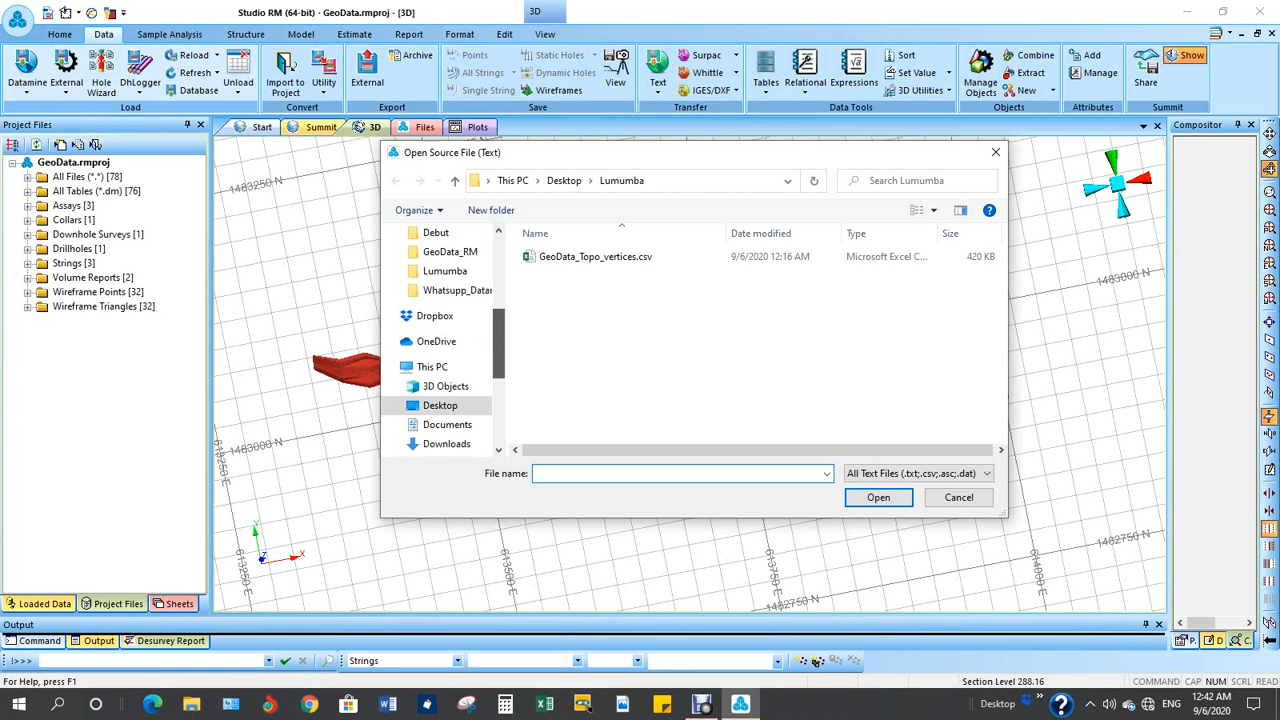 Studio RM (64-bit) - GeoData.rmproj - [3D]
3D
Home Data Sample Analysis Structure Model Estimate Report Format Edit View
Datamine External Hole Wizard DhLogger Reload Refresh Database Unload
Import to Project Utility External Archive
Points All Strings Single String Static Holes Dynamic Holes Wireframes View
Text Surpac Whittle IGES/DXF
Tables Relational Expressions Sort Set Value 3D Utilities
Manage Objects Combine Extract New Add Manage Share Show
Load Convert Export Save Transfer Data Tools Objects Attributes Summit
Project Files
Start Summit 3D Files Plots
Compositor
GeoData.rmproj
All Files (*.*) [78]
All Tables (*.dm) [76]
Assays [3]
Collars [1]
Downhole Surveys [1]
Drillholes [1]
Strings [3]
Volume Reports [2]
Wireframe Points [32]
Wireframe Triangles [32]
1483250 N
1483000 N
613250 E
613500 E
613750 E
614000 E
1482750 N
1483000 N
1482750 N
Y
X
Z
Open Source File (Text)
This PC Desktop Lumumba
Search Lumumba
Organize New folder
Debut
GeoData_RM
Lumumba
Whatsupp_Datar
Dropbox
OneDrive
This PC
3D Objects
Desktop
Documents
Downloads
Name Date modified Type Size
GeoData_Topo_vertices.csv 9/6/2020 12:16 AM Microsoft Excel C... 420 KB
File name: All Text Files (.txt;.csv;.asc;.dat)
Open Cancel
Loaded Data Project Files Sheets
Output
Command Output Desurvey Report
P. D C.
!>>> Strings
For Help, press F1 Section Level 288.16 COMMAND CAP NUM SCRL READ
Desktop ENG 12:42 AM
9/6/2020